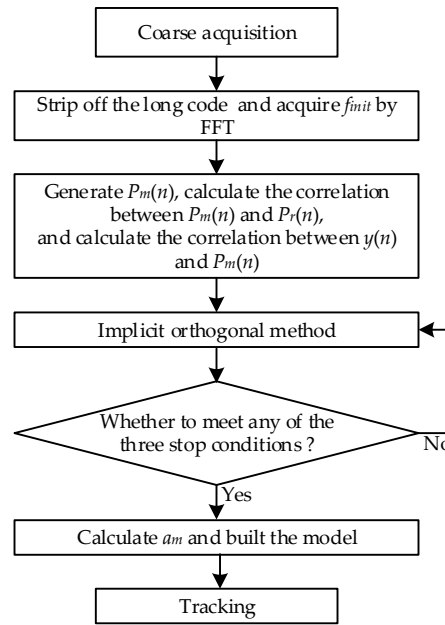 Coarse acquisition
Strip off the long code and acquire finit by
FFT
Generate Pm(n), calculate the correlation
between Pm(n) and Pr(n),
and calculate the correlation between y(n)
and Pm(n)
Implicit orthogonal method
Whether to meet any of the
three stop conditions ?
No
Yes
Calculate am and built the model
Tracking